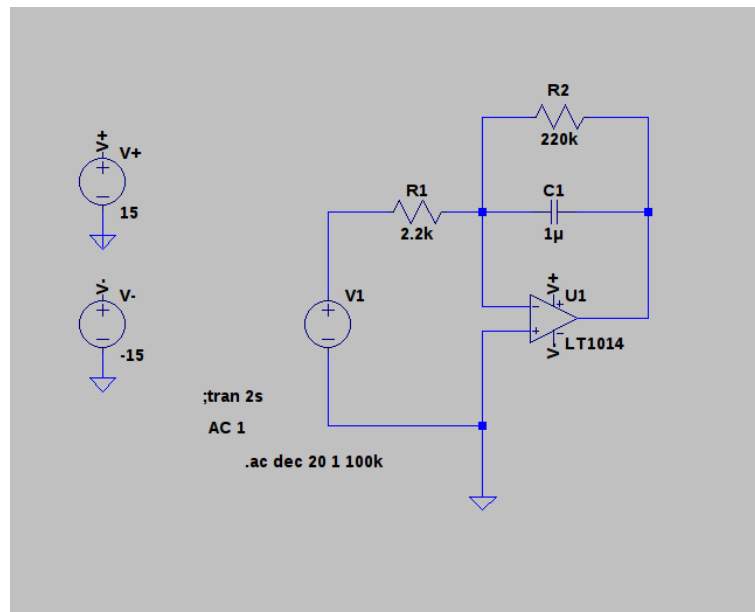 V+
V+
15
V-
V-
-15
R2
220k
R1
2.2k
C1
1µ
V1
V+
U1
V-
LT1014
;tran 2s
AC 1
.ac dec 20 1 100k